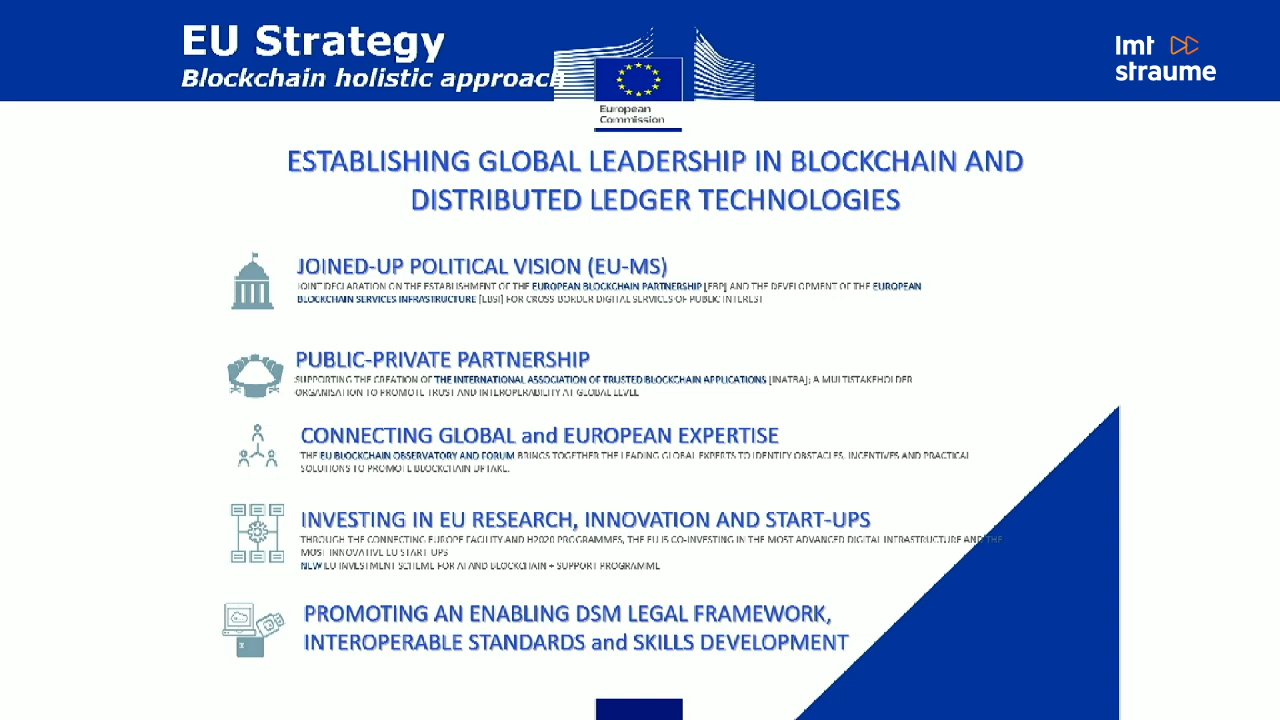 EU Strategy
Blockchain holistic approach
lmt
straume
European
Commission
ESTABLISHING GLOBAL LEADERSHIP IN BLOCKCHAIN AND
DISTRIBUTED LEDGER TECHNOLOGIES
JOINED-UP POLITICAL VISION (EU-MS)
JOINT DECLARATION ON THE ESTABLISHMENT OF THE EUROPEAN BLOCKCHAIN PARTNERSHIP [EBP] AND THE DEVELOPMENT OF THE EUROPEAN
BLOCKCHAIN SERVICES INFRASTRUCTURE [EBSI] FOR CROSS-BORDER DIGITAL SERVICES OF PUBLIC INTEREST
PUBLIC-PRIVATE PARTNERSHIP
SUPPORTING THE CREATION OF THE INTERNATIONAL ASSOCIATION OF TRUSTED BLOCKCHAIN APPLICATIONS [INATBA]; A MULTISTAKEHOLDER
ORGANISATION TO PROMOTE TRUST AND INTEROPERABILITY AT GLOBAL LEVEL
CONNECTING GLOBAL and EUROPEAN EXPERTISE
THE EU BLOCKCHAIN OBSERVATORY AND FORUM BRINGS TOGETHER THE LEADING GLOBAL EXPERTS TO IDENTIFY OBSTACLES, INCENTIVES AND PRACTICAL
SOLUTIONS TO PROMOTE BLOCKCHAIN UPTAKE.
INVESTING IN EU RESEARCH, INNOVATION AND START-UPS
THROUGH THE CONNECTING EUROPE FACILITY AND H2020 PROGRAMMES, THE EU IS CO-INVESTING IN THE MOST ADVANCED DIGITAL INFRASTRUCTURE AND THE
MOST INNOVATIVE EU START-UPS
NEW EU INVESTMENT SCHEME FOR AI AND BLOCKCHAIN + SUPPORT PROGRAMME
PROMOTING AN ENABLING DSM LEGAL FRAMEWORK,
INTEROPERABLE STANDARDS and SKILLS DEVELOPMENT